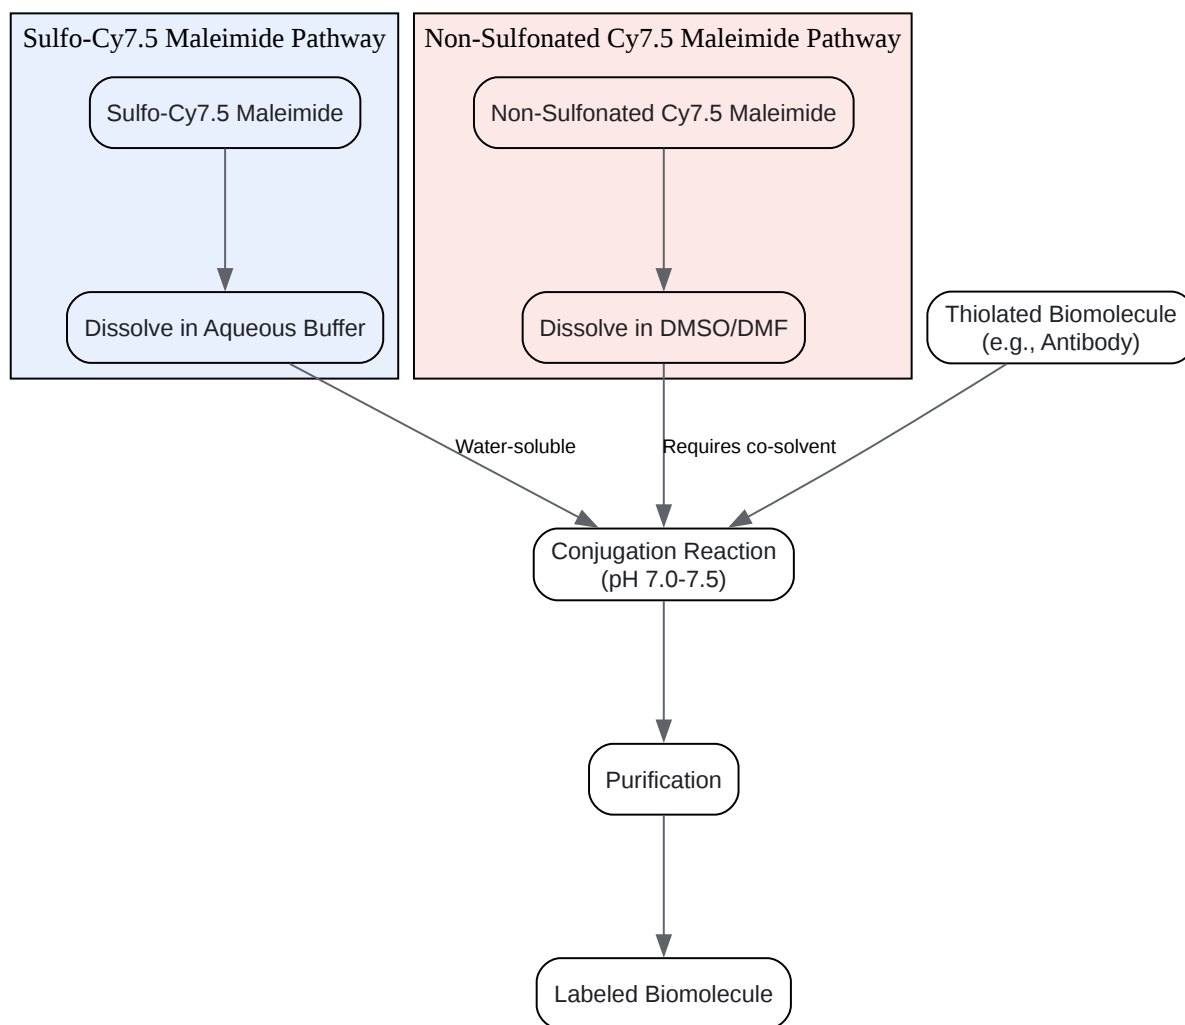 Sulfo-Cy7.5 Maleimide Pathway
Non-Sulfonated Cy7.5 Maleimide Pathway
Sulfo-Cy7.5 Maleimide
Non-Sulfonated Cy7.5 Maleimide
Dissolve in Aqueous Buffer
Dissolve in DMSO/DMF
Thiolated Biomolecule
(e.g., Antibody)
Water-soluble
Requires co-solvent
Conjugation Reaction
(pH 7.0-7.5)
Purification
Labeled Biomolecule